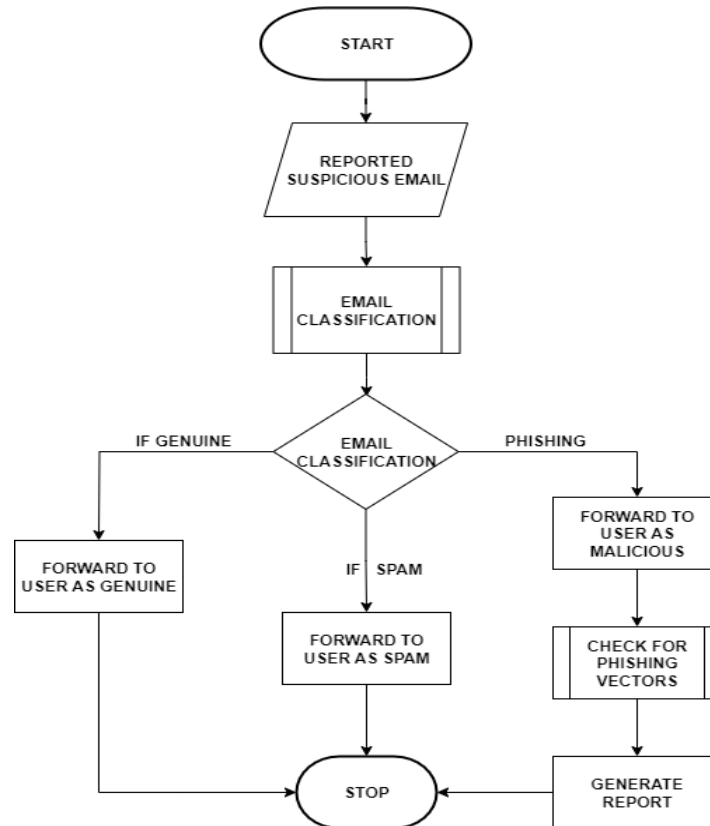 START
REPORTED
SUSPICIOUS EMAIL
EMAIL
CLASSIFICATION
EMAIL
CLASSIFICATION
IF GENUINE
PHISHING
IF SPAM
FORWARD TO
USER AS GENUINE
FORWARD TO
USER AS SPAM
FORWARD TO
USER AS
MALICIOUS
CHECK FOR
PHISHING
VECTORS
GENERATE
REPORT
STOP